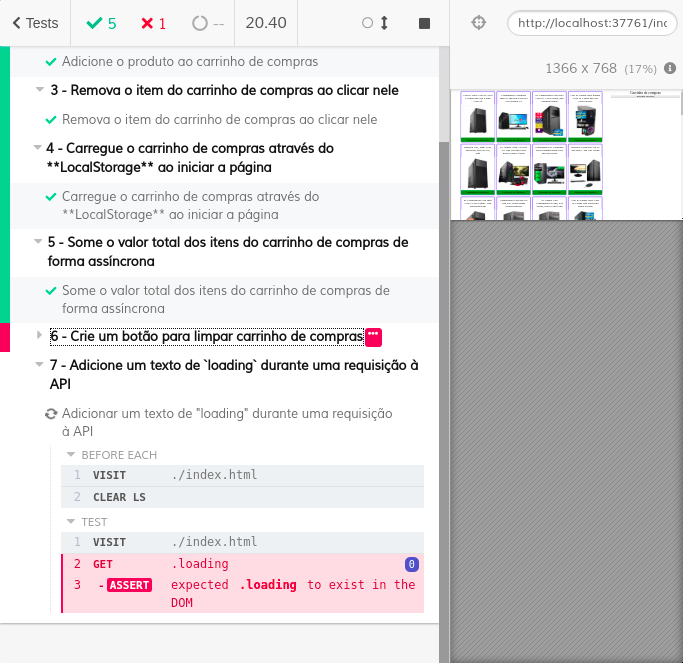 Tests
5
1
--
20.40
http://localhost:37761/inc
1366 x 768 (17%)
Adicione o produto ao carrinho de compras
3 - Remova o item do carrinho de compras ao clicar nele
Remova o item do carrinho de compras ao clicar nele
4 - Carregue o carrinho de compras através do
**LocalStorage** ao iniciar a página
Carregue o carrinho de compras através do
**LocalStorage** ao iniciar a página
5 - Some o valor total dos itens do carrinho de compras de
forma assíncrona
Some o valor total dos itens do carrinho de compras de
forma assíncrona
6 - Crie um botão para limpar carrinho de compras
7 - Adicione um texto de `loading` durante uma requisição à
API
Adicionar um texto de "loading" durante uma requisição
à API
BEFORE EACH
1 VISIT ./index.html
2 CLEAR LS
TEST
1 VISIT ./index.html
2 GET .loading 0
3 -ASSERT expected .loading to exist in the
DOM